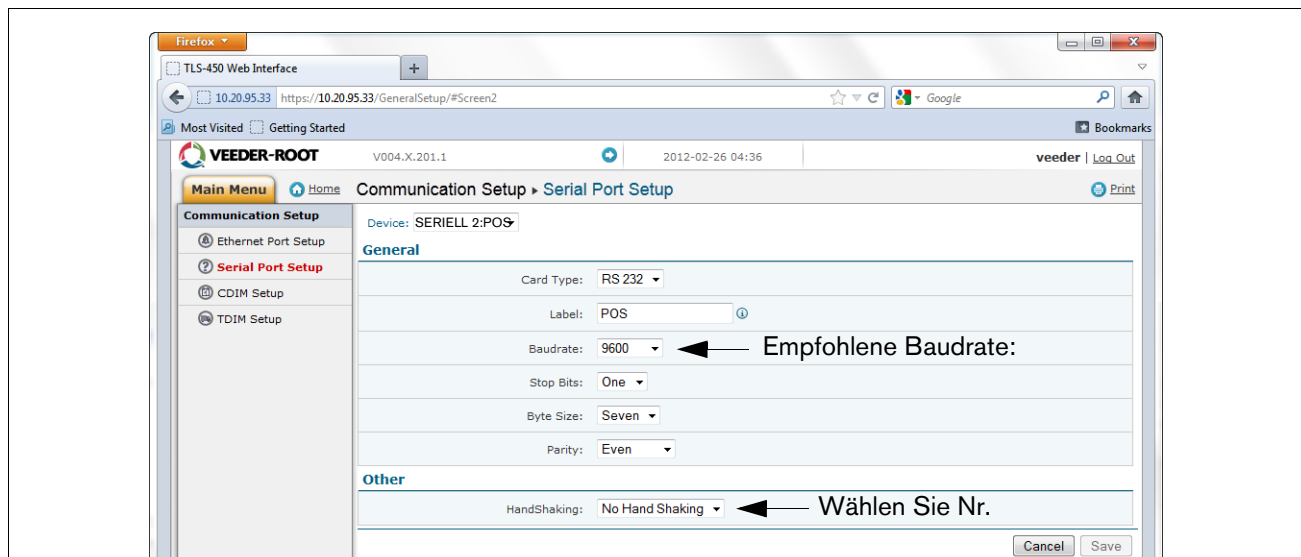 Firefox
TLS-450 Web Interface
+
10.20.95.33 https://10.20.95.33/GeneralSetup/#Screen2
Google
Most Visited Getting Started
Bookmarks
VEEDER-ROOT V004.X.201.1 2012-02-26 04:36 veeder | Log Out
Main Menu Home Communication Setup ▸ Serial Port Setup Print
Communication Setup
Ethernet Port Setup
Serial Port Setup
CDIM Setup
TDIM Setup
Device: SERIELL 2:POS
General
Card Type: RS 232
Label: POS
Baudrate: 9600 Empfohlene Baudrate:
Stop Bits: One
Byte Size: Seven
Parity: Even
Other
HandShaking: No Hand Shaking Wählen Sie Nr.
Cancel Save